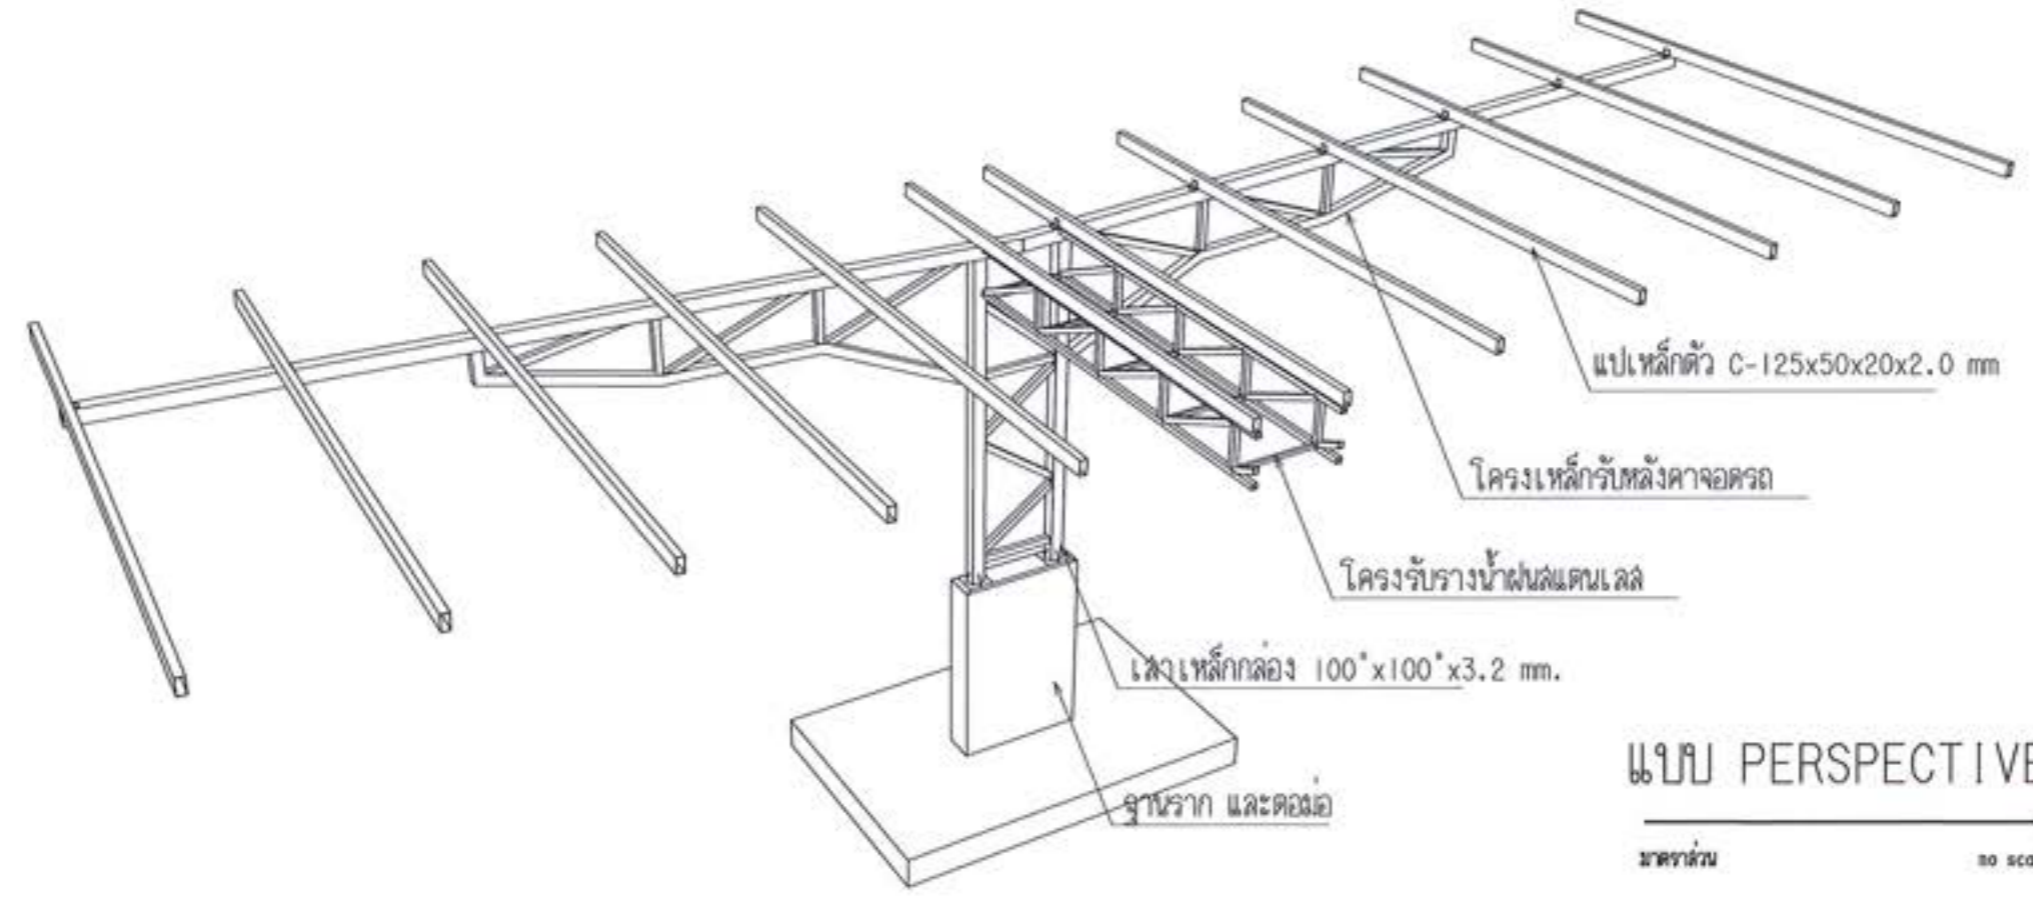 แปเหล็กตัว C-125x50x20x2.0 mm
โครงเหล็กรับหลังคาจอดรถ
โครงรับรางน้ำฝนสแตนเลส
เสาเหล็กกล่อง 100"x100"x3.2 mm.
ฐานราก และตอม่อ
แบบ PERSPECTIVE
มาตราส่วน no sca